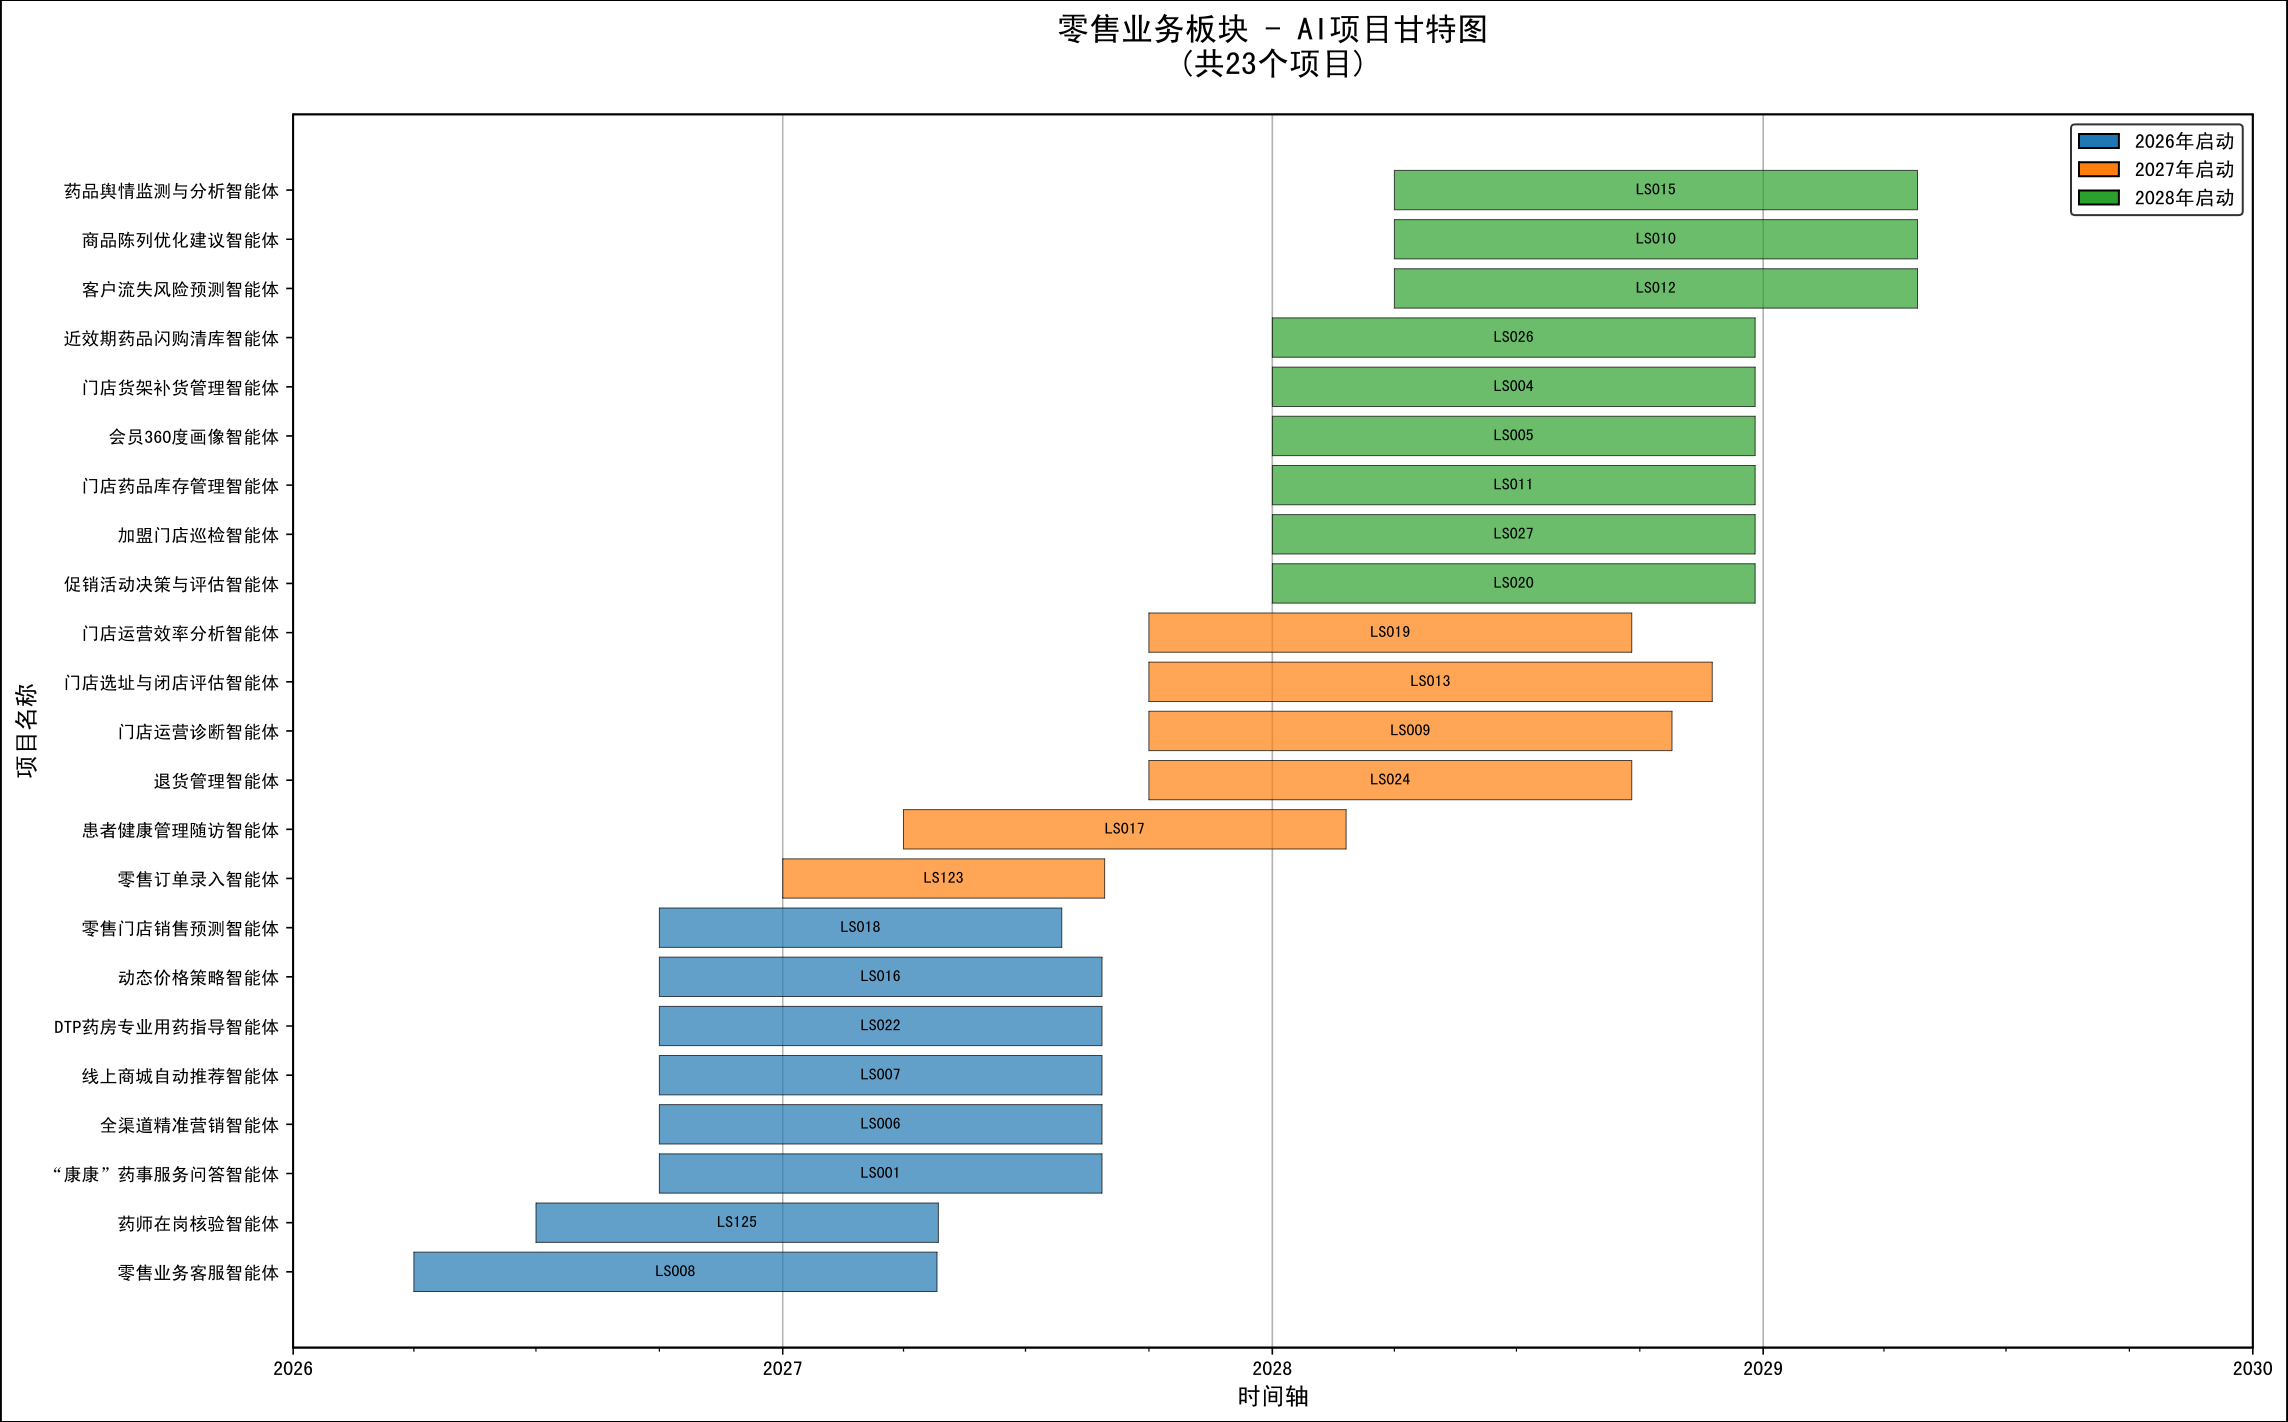 零售业务板块 - AI项目甘特图
(共23个项目)
2026年启动
2027年启动
2028年启动
项目名称
药品舆情监测与分析智能体 LS015
商品陈列优化建议智能体 LS010
客户流失风险预测智能体 LS012
近效期药品闪购清库智能体 LS026
门店货架补货管理智能体 LS004
会员360度画像智能体 LS005
门店药品库存管理智能体 LS011
加盟门店巡检智能体 LS027
促销活动决策与评估智能体 LS020
门店运营效率分析智能体 LS019
门店选址与闭店评估智能体 LS013
门店运营诊断智能体 LS009
退货管理智能体 LS024
患者健康管理随访智能体 LS017
零售订单录入智能体 LS123
零售门店销售预测智能体 LS018
动态价格策略智能体 LS016
DTP药房专业用药指导智能体 LS022
线上商城自动推荐智能体 LS007
全渠道精准营销智能体 LS006
“康康”药事服务问答智能体 LS001
药师在岗核验智能体 LS125
零售业务客服智能体 LS008
2026 2027 2028 2029 2030
时间轴